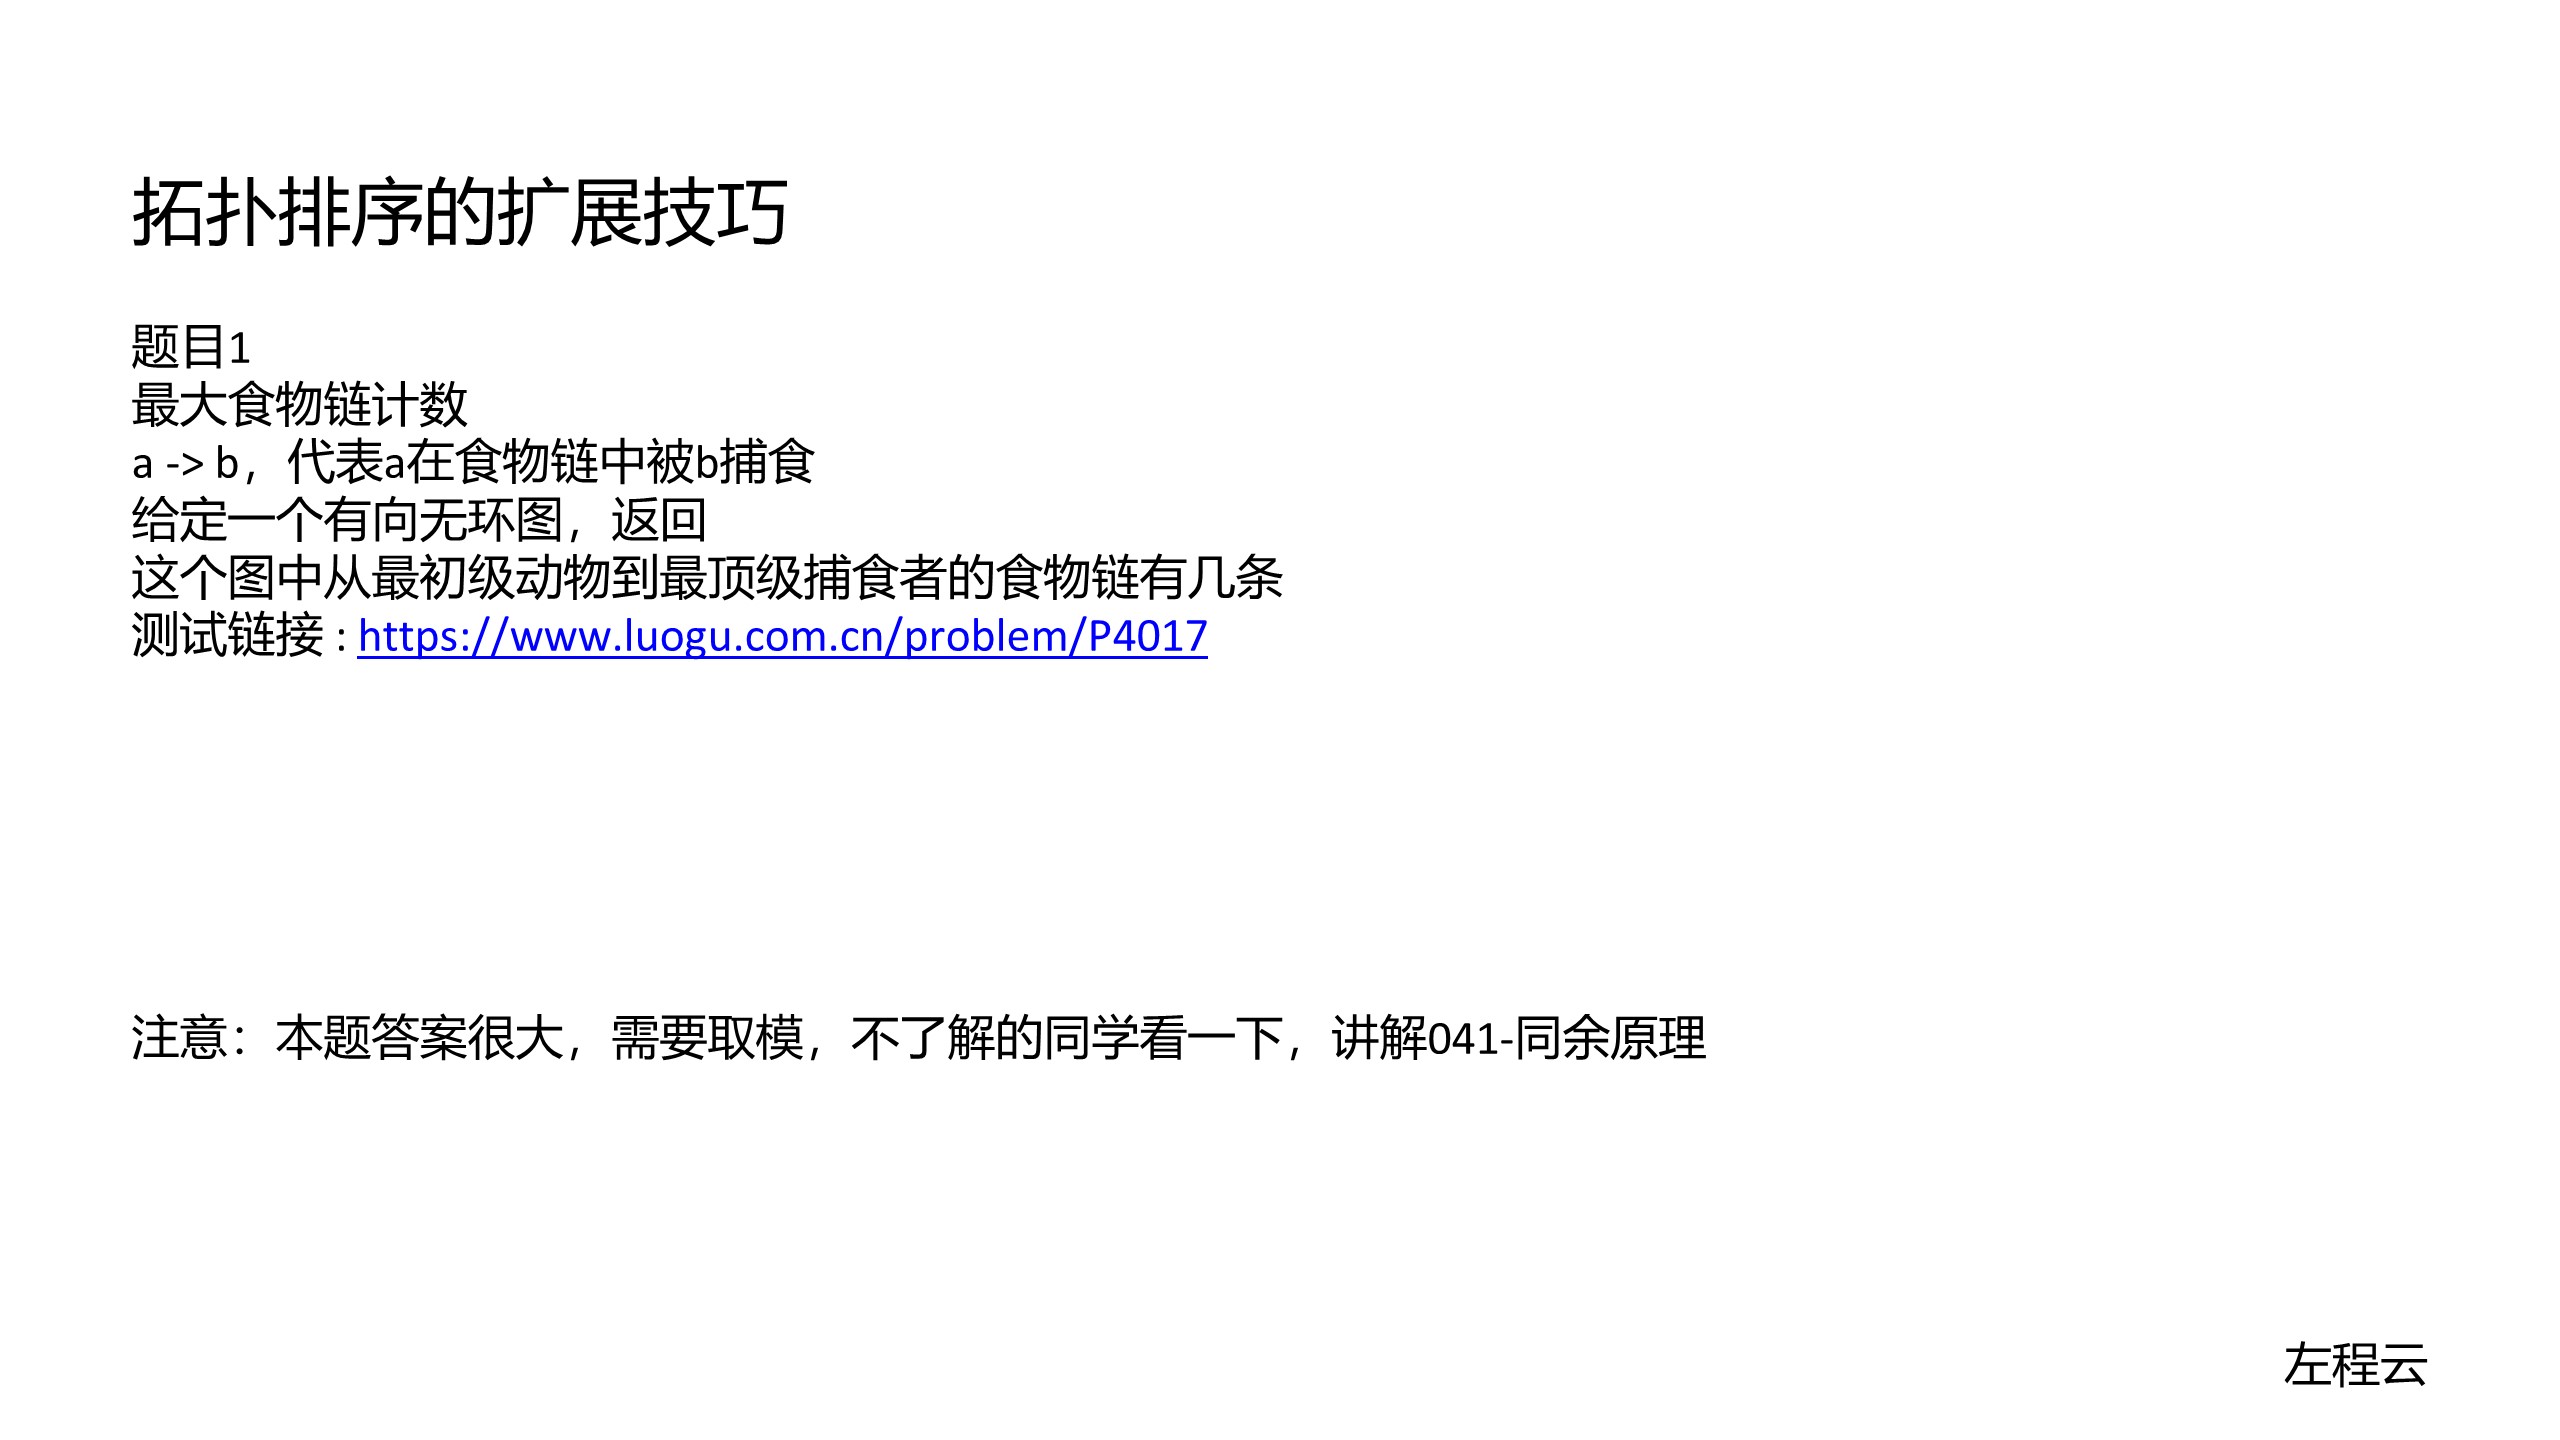 拓扑排序的扩展技巧
题目1
最大食物链计数
a -> b，代表a在食物链中被b捕食
给定一个有向无环图，返回
这个图中从最初级动物到最顶级捕食者的食物链有几条
测试链接 : https://www.luogu.com.cn/problem/P4017
注意：本题答案很大，需要取模，不了解的同学看一下，讲解041-同余原理
左程云